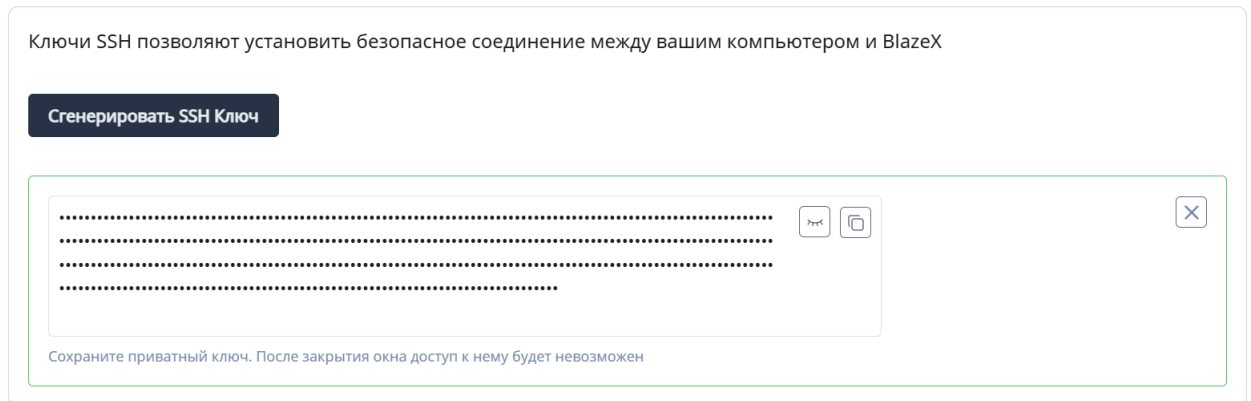 Ключи SSH позволяют установить безопасное соединение между вашим компьютером и BlazeX
Сгенерировать SSH Ключ
Сохраните приватный ключ. После закрытия окна доступ к нему будет невозможен